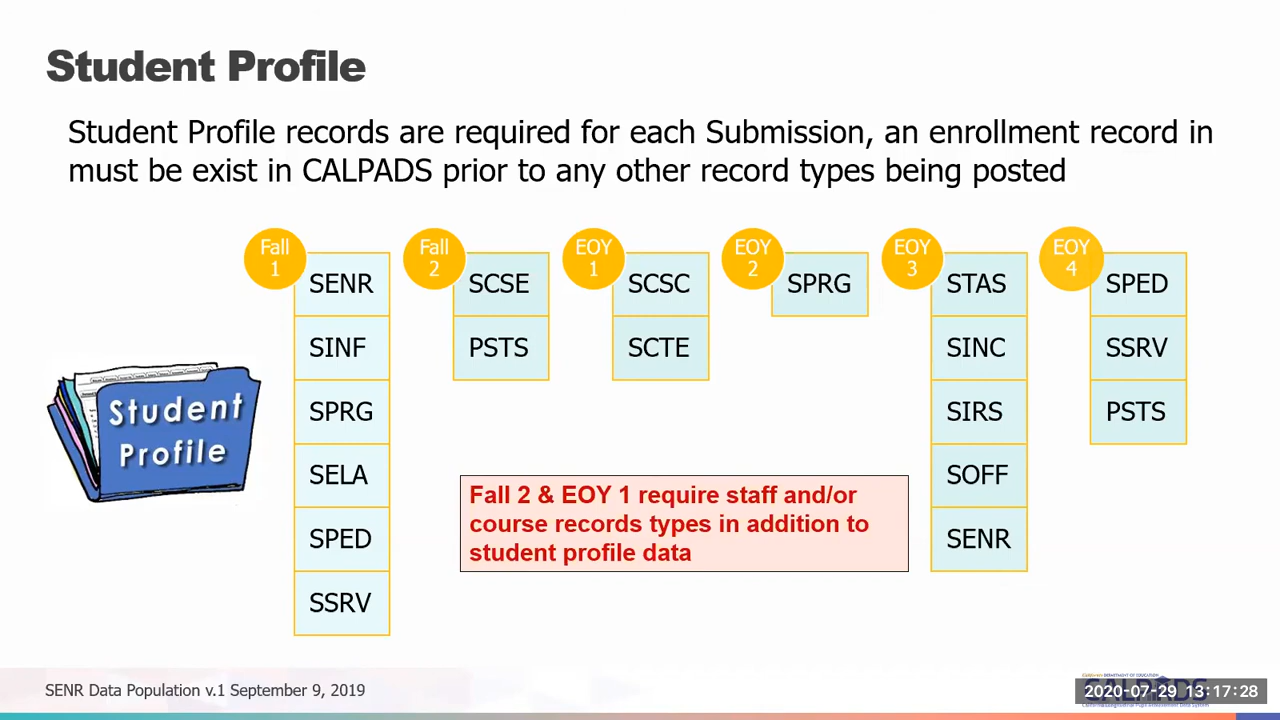 Student Profile
Student Profile records are required for each Submission, an enrollment record in
must be exist in CALPADS prior to any other record types being posted
Fall
1
SENR
SINF
SPRG
SELA
SPED
SSRV
Fall
2
SCSE
PSTS
EOY
1
SCSC
SCTE
EOY
2
SPRG
EOY
3
STAS
SINC
SIRS
SOFF
SENR
EOY
4
SPED
SSRV
PSTS
Student
Profile
Fall 2 & EOY 1 require staff and/or
course records types in addition to
student profile data
SENR Data Population v.1 September 9, 2019
CALPADS
2020-07-29 13:17:28